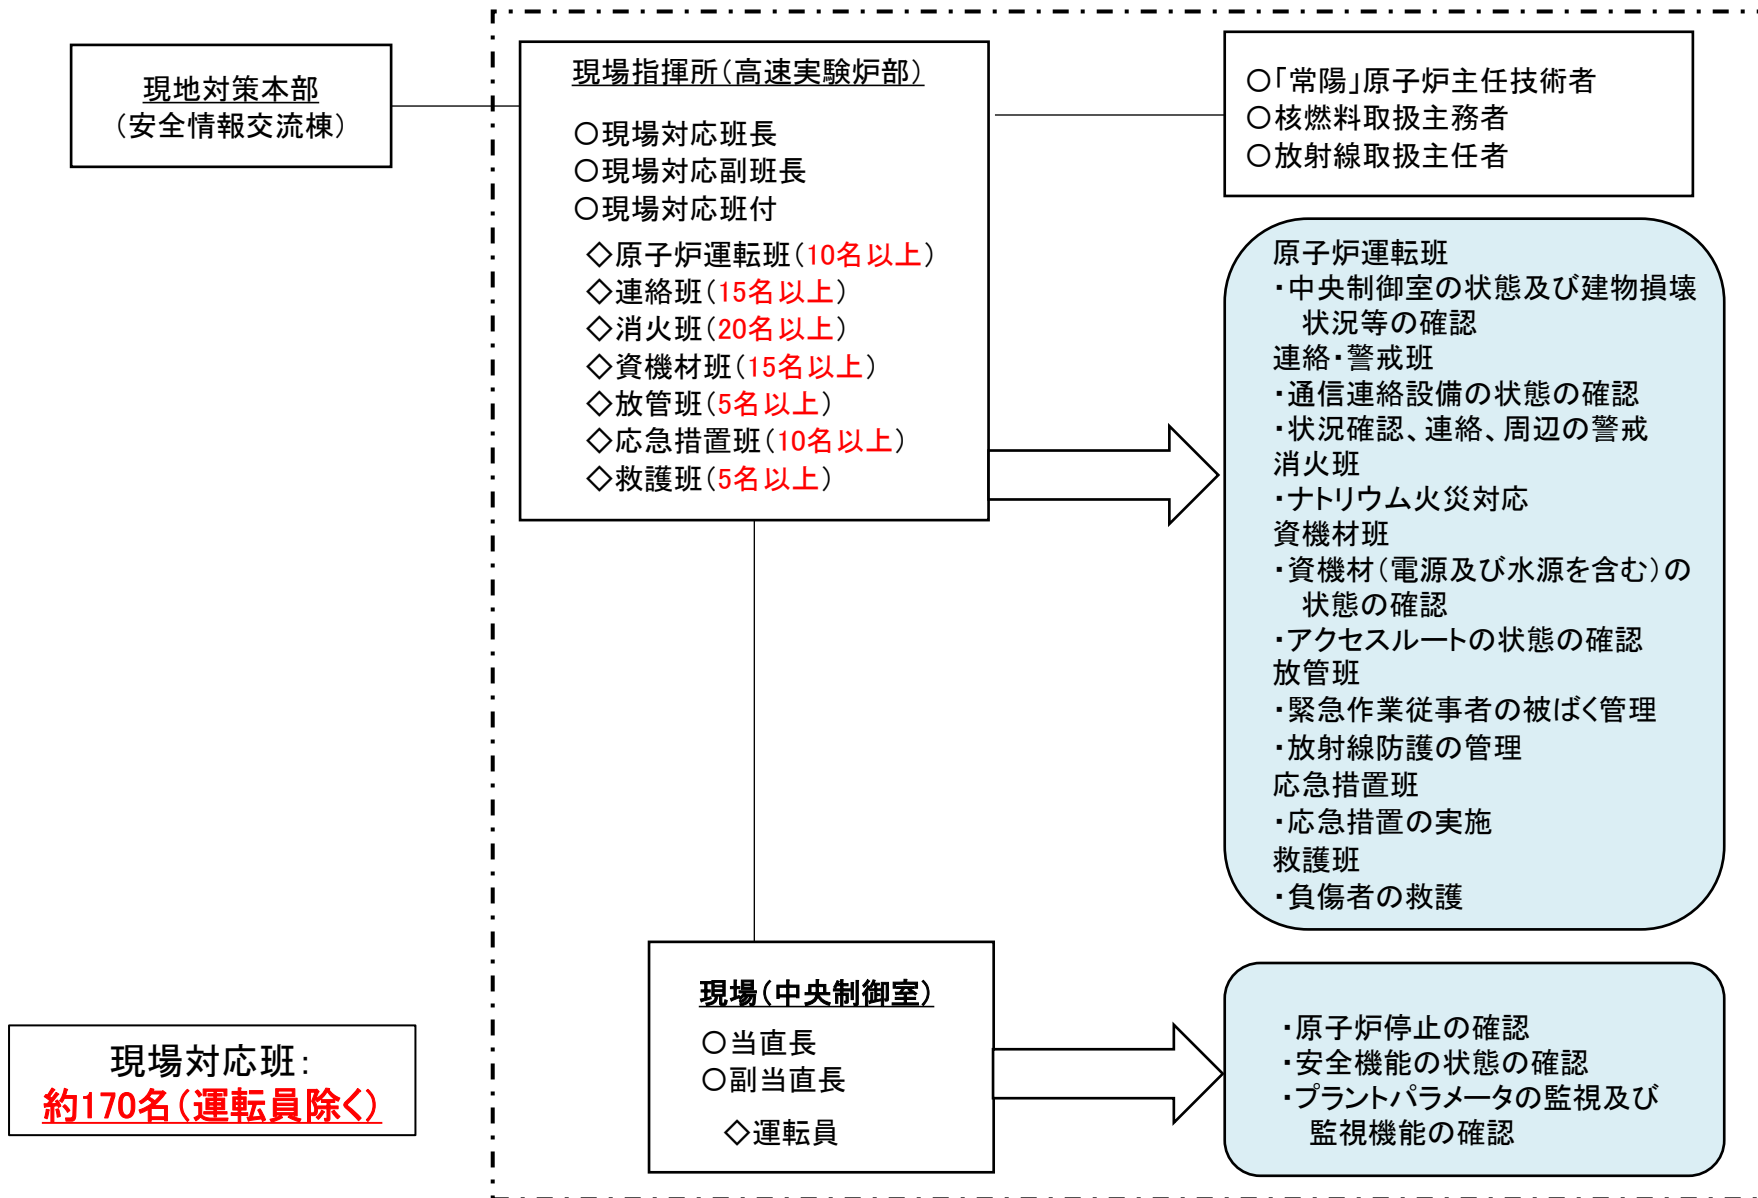 現地対策本部
（安全情報交流棟）
現場指揮所（高速実験炉部）
○現場対応班長
○現場対応副班長
○現場対応班付
◇原子炉運転班（10名以上）
◇連絡班（15名以上）
◇消火班（20名以上）
◇資機材班（15名以上）
◇放管班（5名以上）
◇応急措置班（10名以上）
◇救護班（5名以上）
○「常陽」原子炉主任技術者
○核燃料取扱主務者
○放射線取扱主任者
原子炉運転班
・中央制御室の状態及び建物損壊
状況等の確認
連絡・警戒班
・通信連絡設備の状態の確認
・状況確認、連絡、周辺の警戒
消火班
・ナトリウム火災対応
資機材班
・資機材（電源及び水源を含む）の
状態の確認
・アクセスルートの状態の確認
放管班
・緊急作業従事者の被ばく管理
・放射線防護の管理
応急措置班
・応急措置の実施
救護班
・負傷者の救護
現場（中央制御室）
○当直長
○副当直長
◇運転員
・原子炉停止の確認
・安全機能の状態の確認
・プラントパラメータの監視及び
監視機能の確認
現場対応班：
約170名（運転員除く）